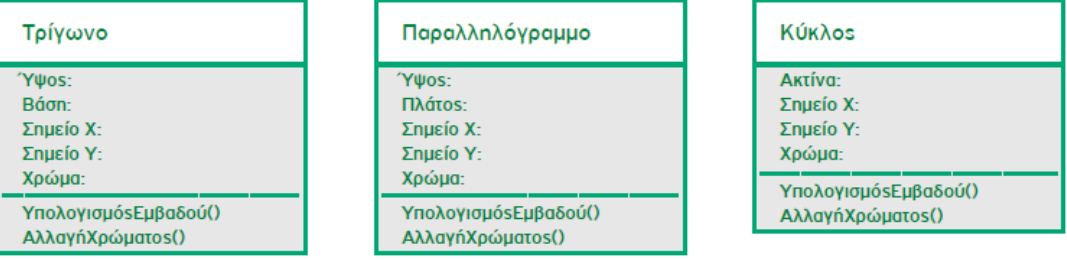 Τρίγωνο
Ύψος:
Βάση:
Σημείο Χ:
Σημείο Υ:
Χρώμα:
ΥπολογισμόςΕμβαδού()
ΑλλαγήΧρώματος()
Παραλληλόγραμμο
Ύψος:
Πλάτος:
Σημείο Χ:
Σημείο Υ:
Χρώμα:
ΥπολογισμόςΕμβαδού()
ΑλλαγήΧρώματος()
Κύκλος
Ακτίνα:
Σημείο Χ:
Σημείο Υ:
Χρώμα:
ΥπολογισμόςΕμβαδού()
ΑλλαγήΧρώματος()